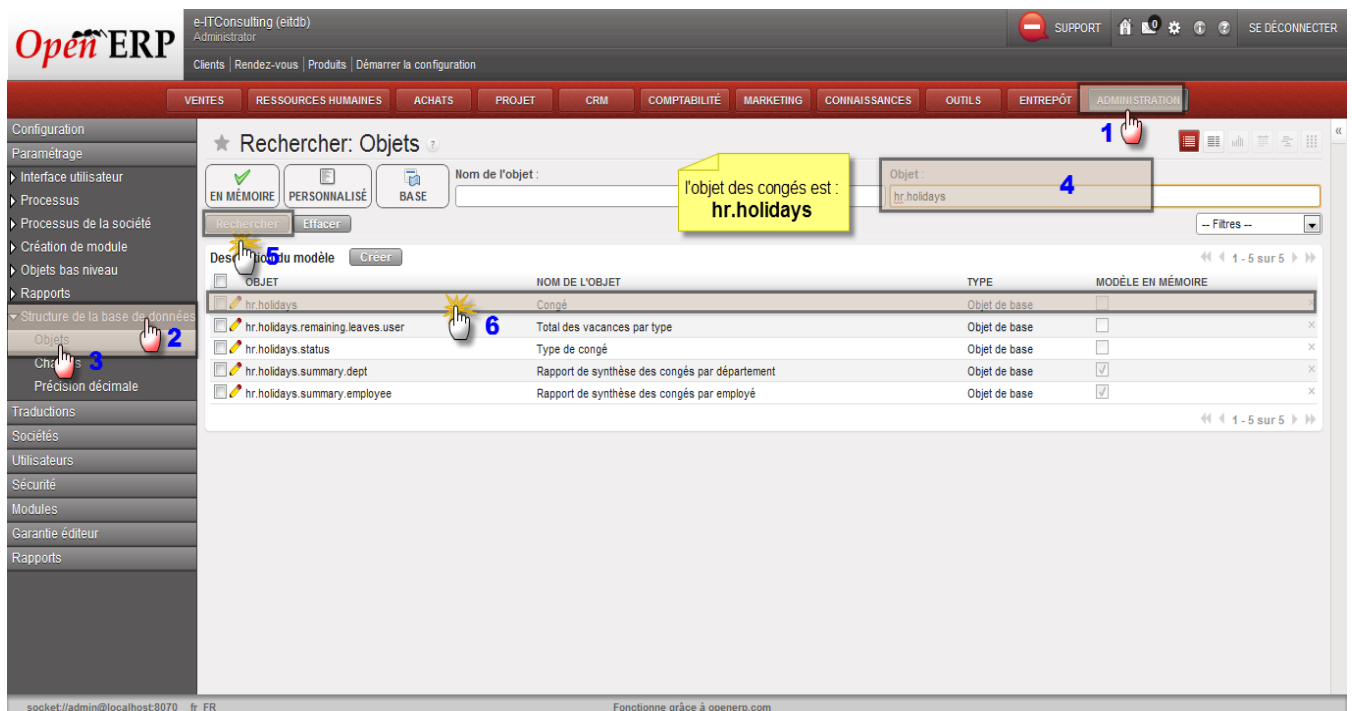 Open ERP
e-ITConsulting (eitdb)
Administrator
Clients | Rendez-vous | Produits | Démarrer la configuration
SUPPORT 0 SE DÉCONNECTER
VENTES RESSOURCES HUMAINES ACHATS PROJET CRM COMPTABILITÉ MARKETING CONNAISSANCES OUTILS ENTREPÔT ADMINISTRATION
1
Configuration
Paramétrage
Interface utilisateur
Processus
Processus de la société
Création de module
Objets bas niveau
Rapports
Structure de la base de données
2
Objets
3
Précision décimale
Traductions
Sociétés
Utilisateurs
Sécurité
Modules
Garantie éditeur
Rapports
Rechercher: Objets ?
EN MÉMOIRE PERSONNALISÉ BASE
Nom de l'objet :
l'objet des congés est :
hr.holidays
Objet :
hr.holidays
4
Rechercher Effacer
5
-- Filtres --
Description du modèle Créer
1 - 5 sur 5
OBJET NOM DE L'OBJET TYPE MODÈLE EN MÉMOIRE
hr.holidays Congé Objet de base
6
hr.holidays.remaining.leaves.user Total des vacances par type Objet de base
hr.holidays.status Type de congé Objet de base
hr.holidays.summary.dept Rapport de synthèse des congés par département Objet de base
hr.holidays.summary.employee Rapport de synthèse des congés par employé Objet de base
1 - 5 sur 5
socket://admin@localhost:8070 fr_FR
Fonctionne grâce à openerp.com